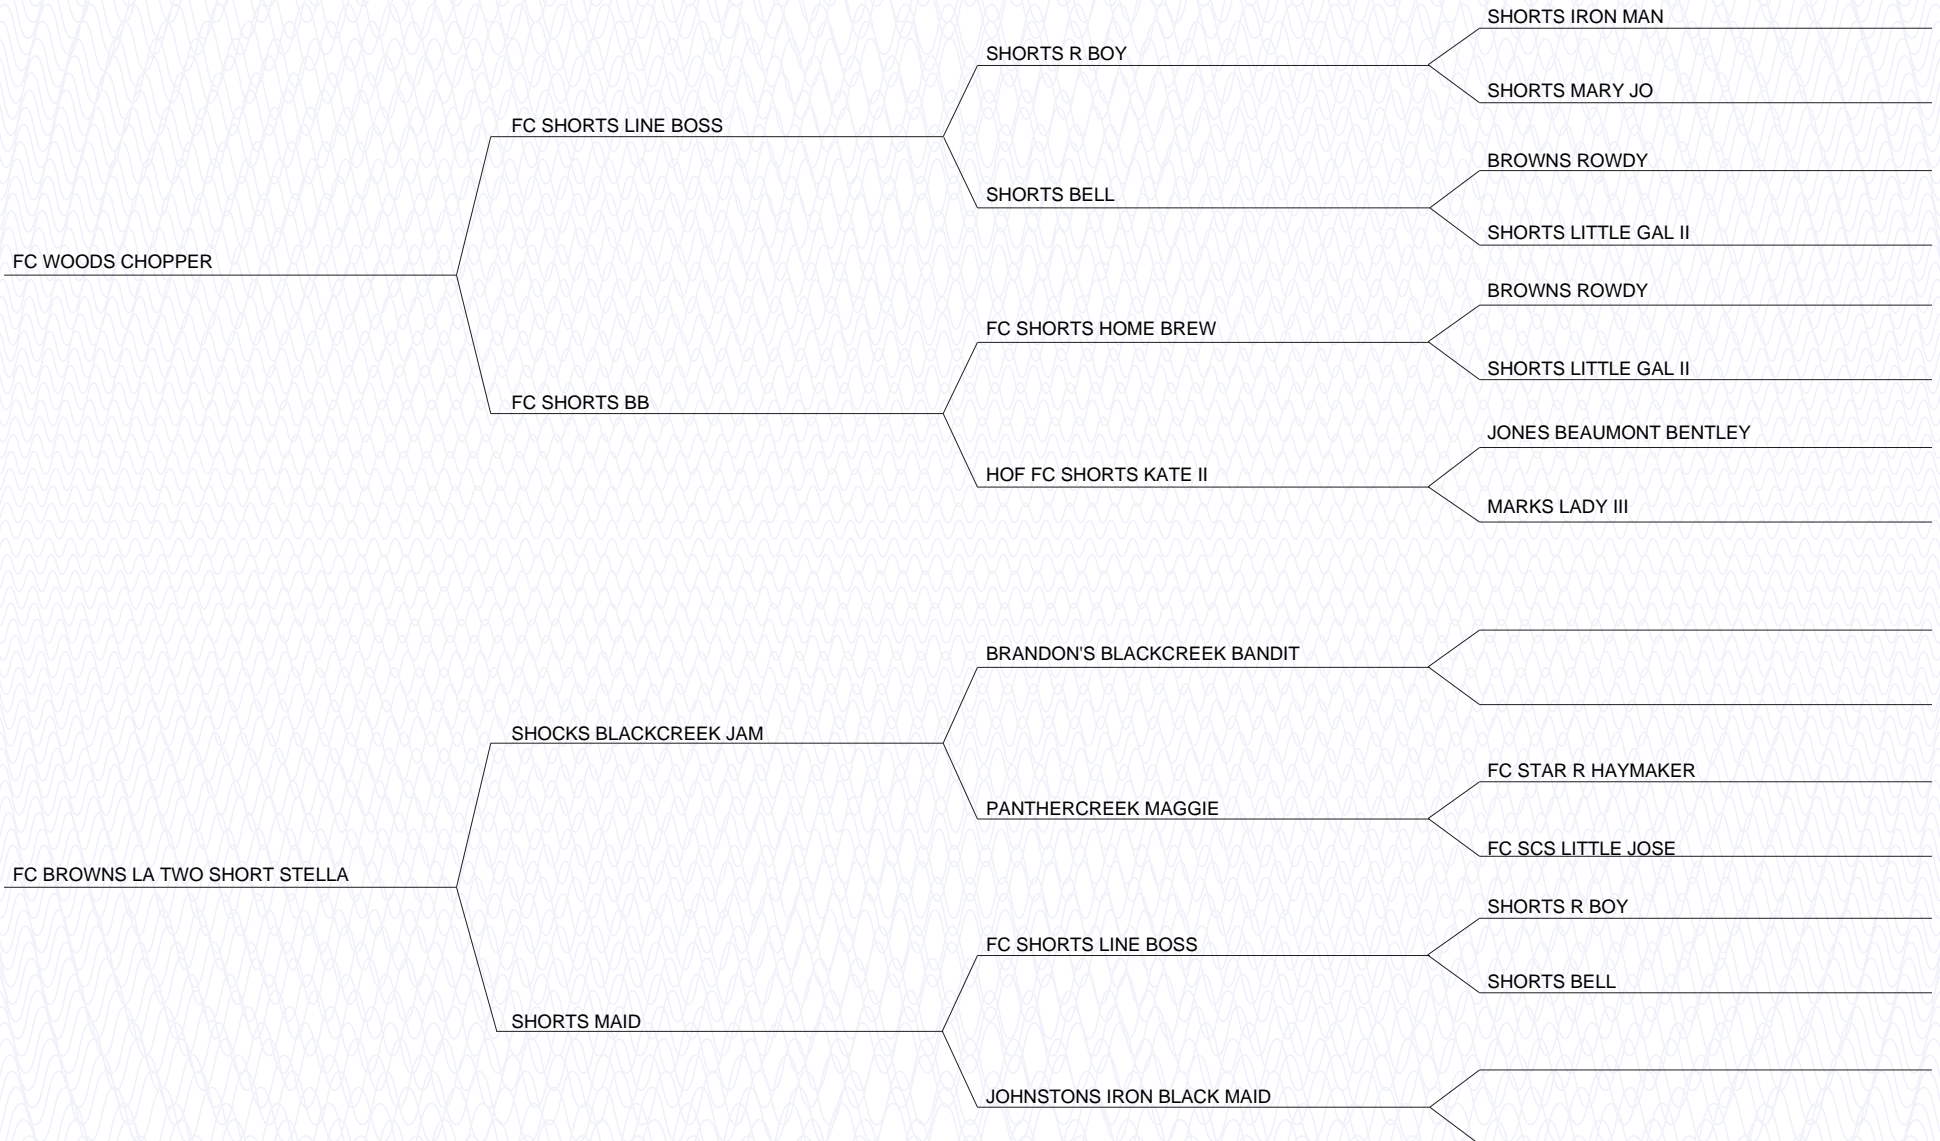 SHORTS IRON MAN
SHORTS R BOY
SHORTS MARY JO
FC SHORTS LINE BOSS
BROWNS ROWDY
SHORTS BELL
SHORTS LITTLE GAL II
FC WOODS CHOPPER
BROWNS ROWDY
FC SHORTS HOME BREW
SHORTS LITTLE GAL II
FC SHORTS BB
JONES BEAUMONT BENTLEY
HOF FC SHORTS KATE II
MARKS LADY III
BRANDON'S BLACKCREEK BANDIT
SHOCKS BLACKCREEK JAM
FC STAR R HAYMAKER
PANTHERCREEK MAGGIE
FC SCS LITTLE JOSE
FC BROWNS LA TWO SHORT STELLA
SHORTS R BOY
FC SHORTS LINE BOSS
SHORTS BELL
SHORTS MAID
JOHNSTONS IRON BLACK MAID